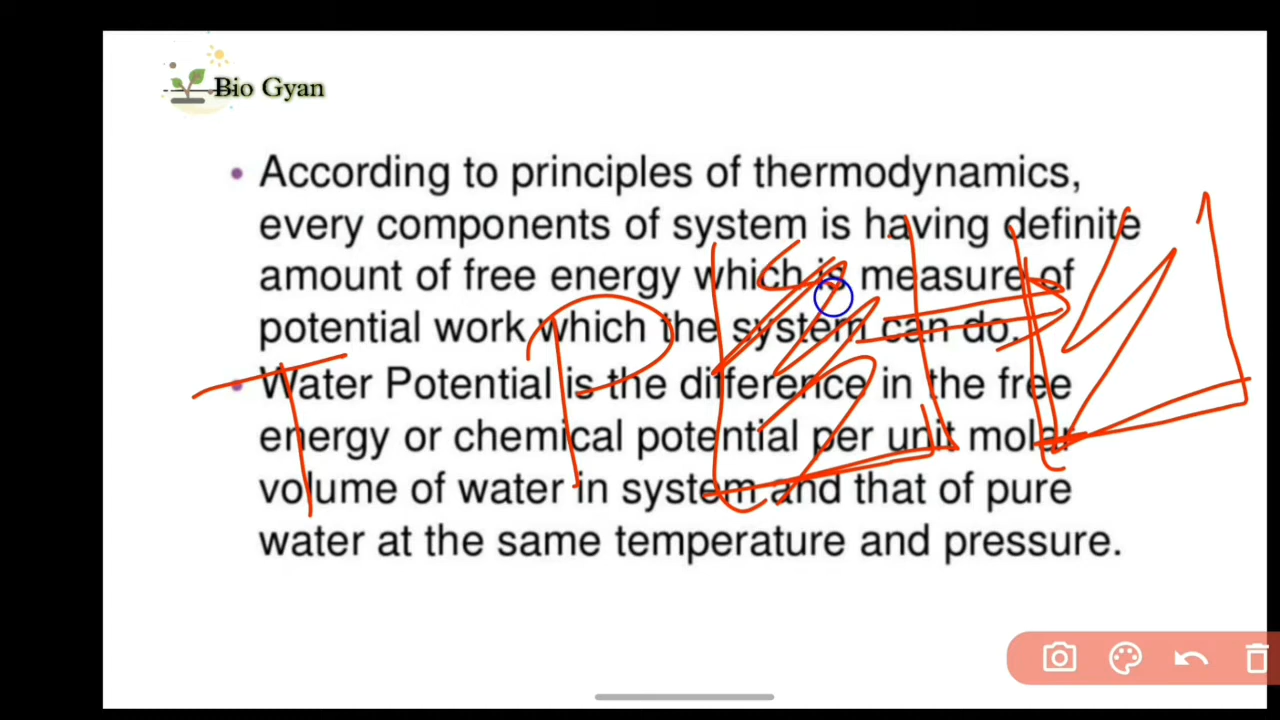 Bio Gyan
• According to principles of thermodynamics,
every components of system is having definite
amount of free energy which is measure of
potential work which the system can do.
• Water Potential is the difference in the free
energy or chemical potential per unit molar
volume of water in system and that of pure
water at the same temperature and pressure.
T P